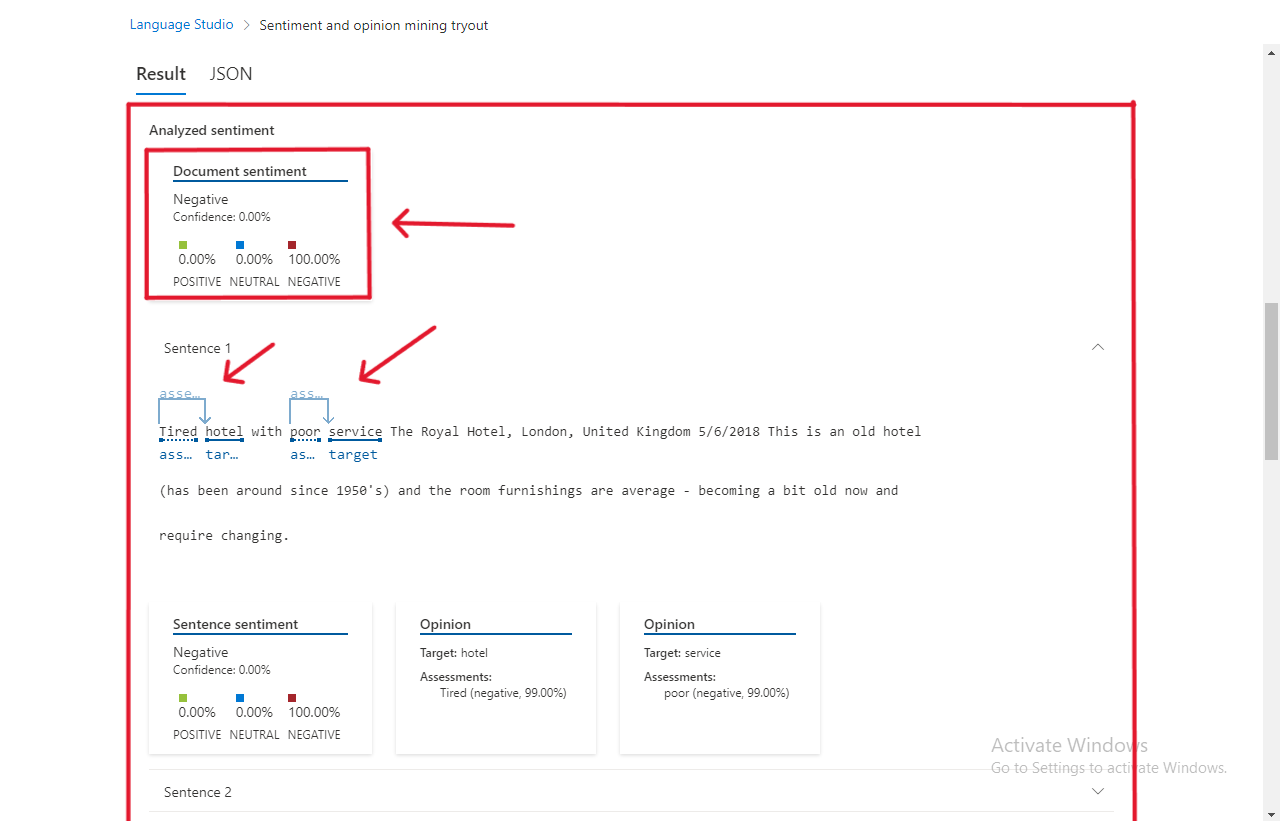 Language Studio > Sentiment and opinion mining tryout
Result JSON
Analyzed sentiment
Document sentiment
Negative
Confidence: 0.00%
0.00% 0.00% 100.00%
POSITIVE NEUTRAL NEGATIVE
Sentence 1
asse… ass…
Tired hotel with poor service The Royal Hotel, London, United Kingdom 5/6/2018 This is an old hotel
ass… tar… as… target
(has been around since 1950's) and the room furnishings are average - becoming a bit old now and
require changing.
Sentence sentiment
Negative
Confidence: 0.00%
0.00% 0.00% 100.00%
POSITIVE NEUTRAL NEGATIVE
Opinion
Target: hotel
Assessments:
Tired (negative, 99.00%)
Opinion
Target: service
Assessments:
poor (negative, 99.00%)
Activate Windows
Go to Settings to activate Windows.
Sentence 2